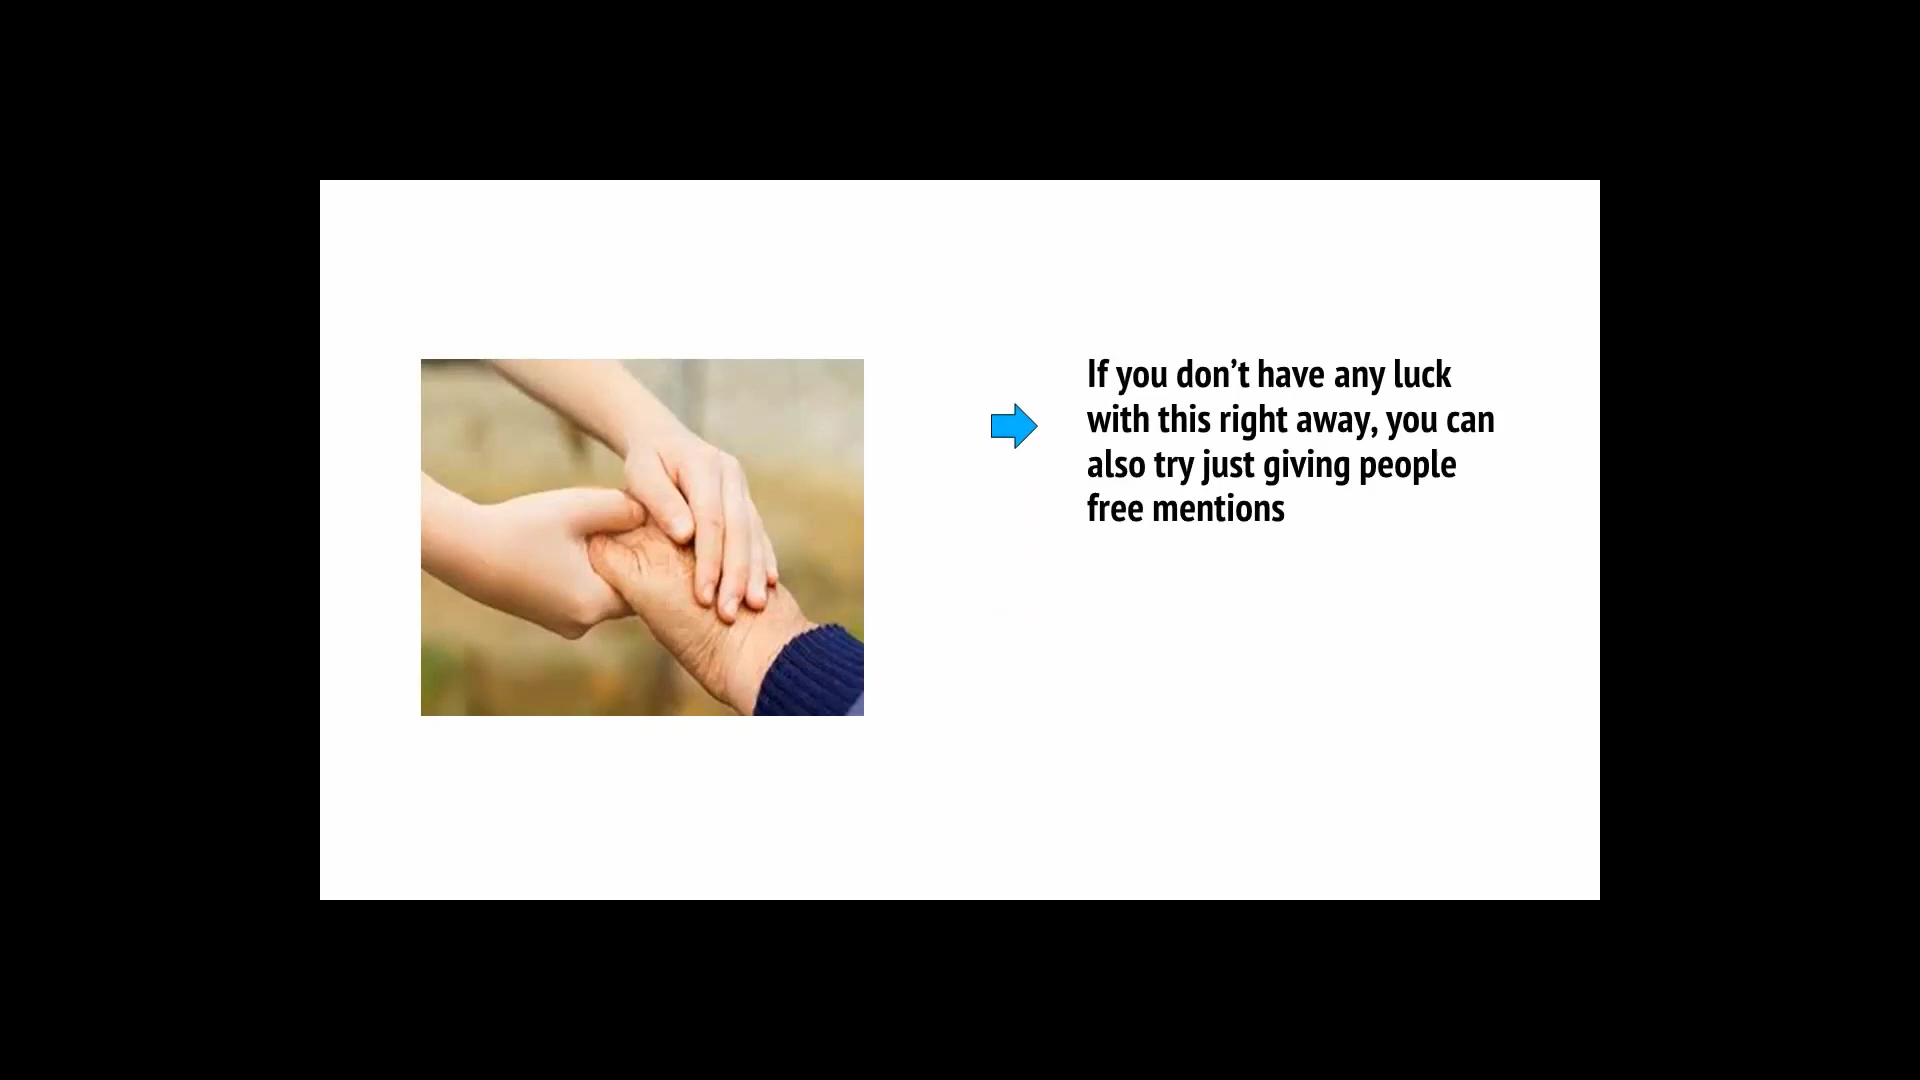 If you don’t have any luck
with this right away, you can
also try just giving people
free mentions